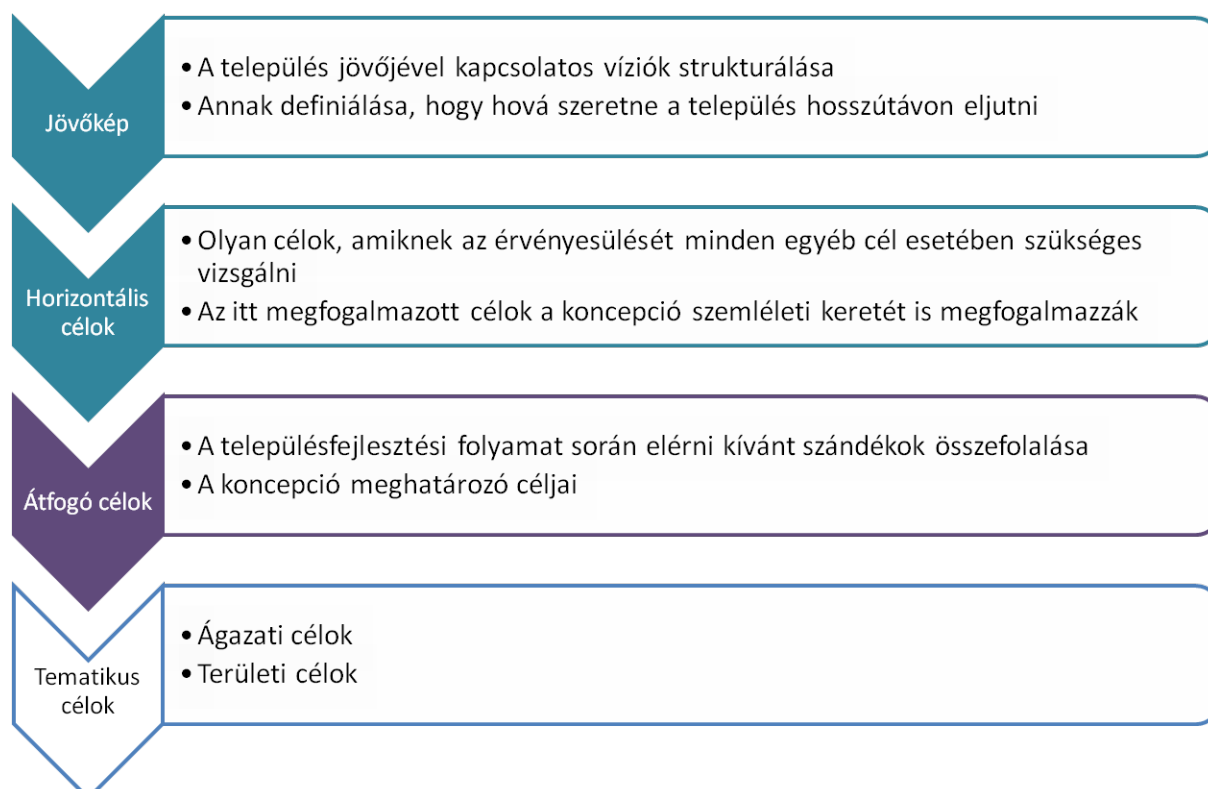 Jövőkép
• A település jövőjével kapcsolatos víziók strukturálása
• Annak definiálása, hogy hová szeretne a település hosszútávon eljutni
Horizontális
célok
• Olyan célok, amiknek az érvényesülését minden egyéb cél esetében szükséges
vizsgálni
• Az itt megfogalmazott célok a koncepció szemléleti keretét is megfogalmazzák
Átfogó célok
• A településfejlesztési folyamat során elérni kívánt szándékok összefolalása
• A koncepció meghatározó céljai
Tematikus
célok
• Ágazati célok
• Területi célok